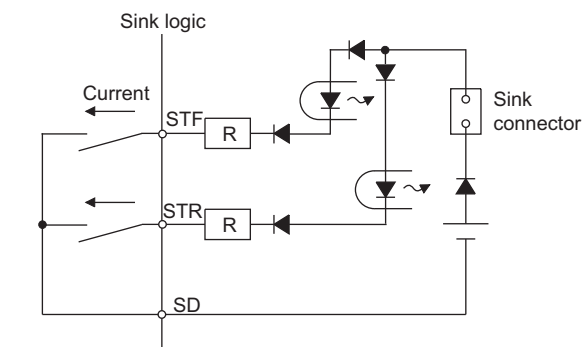 Sink logic
Current
STF
R
Sink
connector
STR
R
SD